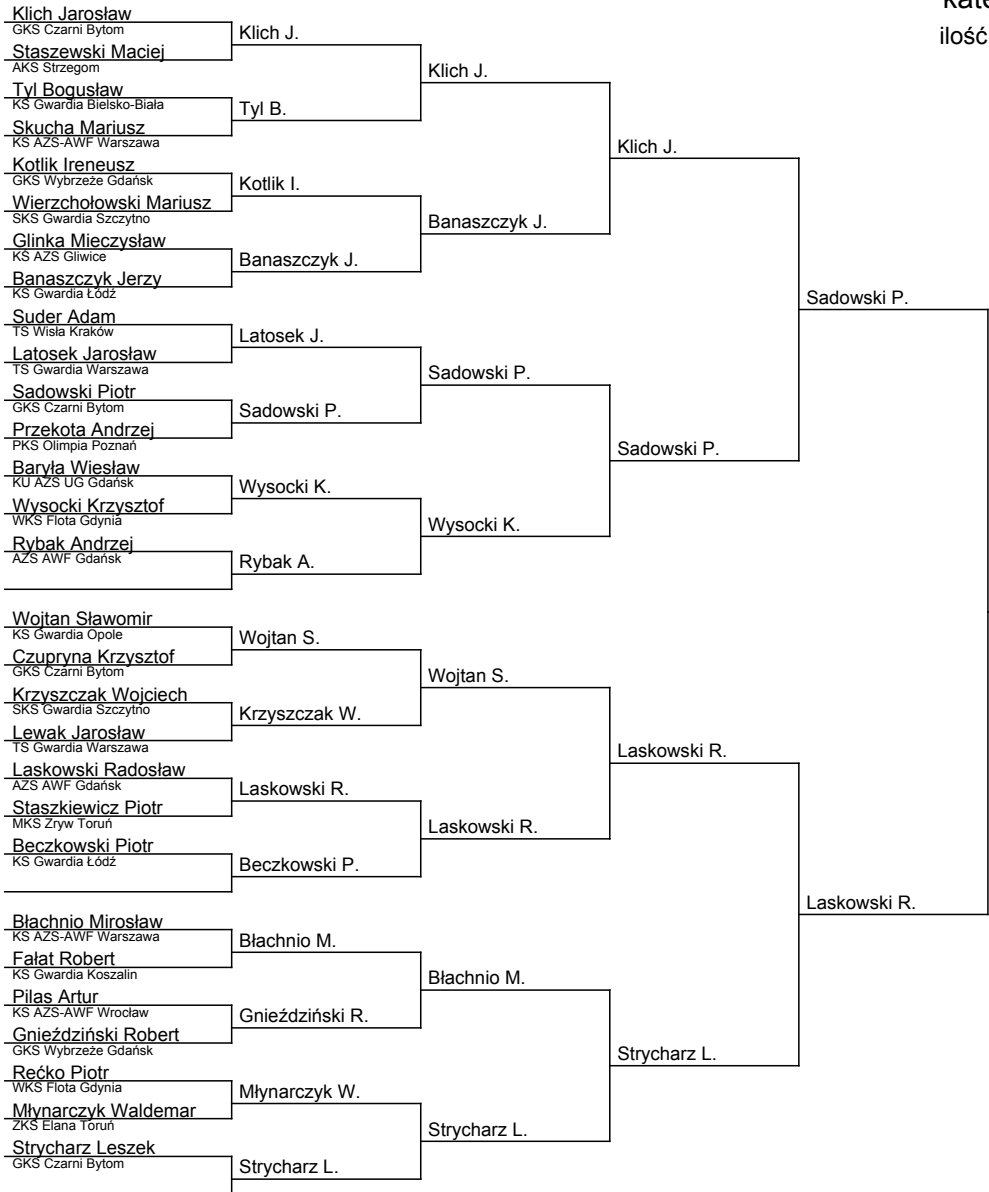 kate
ilość
Klich Jarosław
GKS Czarni Bytom
Staszewski Maciej
AKS Strzegom
Tyl Bogusław
KS Gwardia Bielsko-Biała
Skucha Mariusz
KS AZS-AWF Warszawa
Kotlik Ireneusz
GKS Wybrzeże Gdańsk
Wierzchołowski Mariusz
SKS Gwardia Szczytno
Glinka Mieczysław
KS AZS Gliwice
Banaszczyk Jerzy
KS Gwardia Łódź
Suder Adam
TS Wisła Kraków
Latosek Jarosław
TS Gwardia Warszawa
Sadowski Piotr
GKS Czarni Bytom
Przekota Andrzej
PKS Olimpia Poznań
Baryła Wiesław
KU AZS UG Gdańsk
Wysocki Krzysztof
WKS Flota Gdynia
Rybak Andrzej
AZS AWF Gdańsk
Wojtan Sławomir
KS Gwardia Opole
Czupryna Krzysztof
GKS Czarni Bytom
Krzyszczak Wojciech
SKS Gwardia Szczytno
Lewak Jarosław
TS Gwardia Warszawa
Laskowski Radosław
AZS AWF Gdańsk
Staszkiewicz Piotr
MKS Zryw Toruń
Beczkowski Piotr
KS Gwardia Łódź
Błachnio Mirosław
KS AZS-AWF Warszawa
Fałat Robert
KS Gwardia Koszalin
Pilas Artur
KS AZS-AWF Wrocław
Gnieździński Robert
GKS Wybrzeże Gdańsk
Rećko Piotr
WKS Flota Gdynia
Młynarczyk Waldemar
ZKS Elana Toruń
Strycharz Leszek
GKS Czarni Bytom
Klich J.
Tyl B.
Kotlik I.
Banaszczyk J.
Latosek J.
Sadowski P.
Wysocki K.
Rybak A.
Wojtan S.
Krzyszczak W.
Laskowski R.
Beczkowski P.
Błachnio M.
Gnieździński R.
Młynarczyk W.
Strycharz L.
Klich J.
Banaszczyk J.
Sadowski P.
Wysocki K.
Wojtan S.
Laskowski R.
Błachnio M.
Strycharz L.
Klich J.
Sadowski P.
Laskowski R.
Strycharz L.
Sadowski P.
Laskowski R.